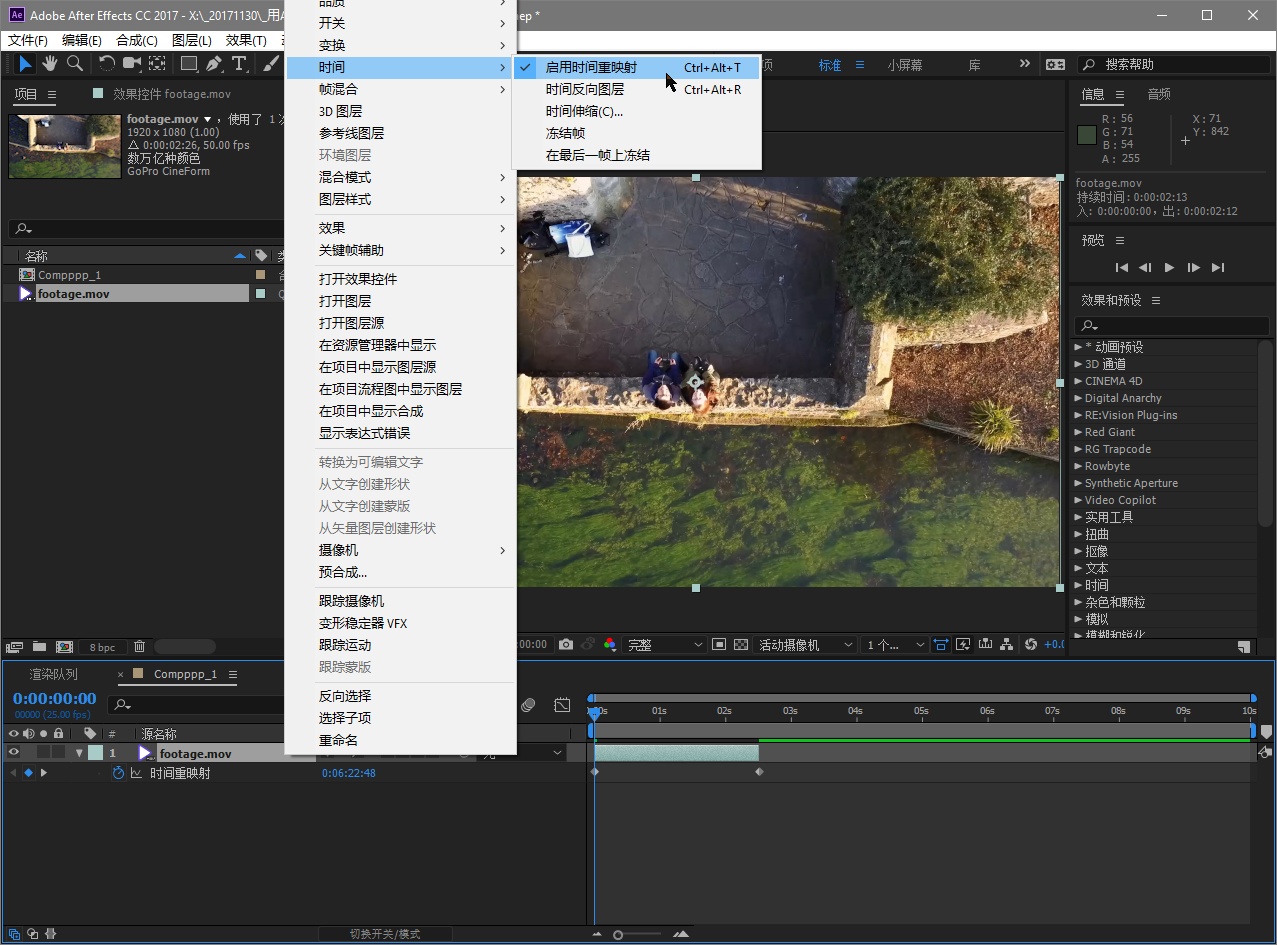 Adobe After Effects CC 2017 - X:\_20171130\_用A
ep *
文件(F) 编辑(E) 合成(C) 图层(L) 效果(T)
标准 小屏幕 库 搜索帮助
项目 效果控件 footage.mov
footage.mov ▼ ，使用了 1
1920 x 1080 (1.00)
Δ 0:00:02:26, 50.00 fps
数万亿种颜色
GoPro CineForm
名称
Compppp_1
footage.mov
8 bpc
品质
开关
变换
时间
帧混合
3D 图层
参考线图层
环境图层
混合模式
图层样式
效果
关键帧辅助
打开效果控件
打开图层
打开图层源
在资源管理器中显示
在项目中显示图层源
在项目流程图中显示图层
在项目中显示合成
显示表达式错误
转换为可编辑文字
从文字创建形状
从文字创建蒙版
从矢量图层创建形状
摄像机
预合成...
跟踪摄像机
变形稳定器 VFX
跟踪运动
跟踪蒙版
反向选择
选择子项
重命名
启用时间重映射 Ctrl+Alt+T
时间反向图层 Ctrl+Alt+R
时间伸缩(C)...
冻结帧
在最后一帧上冻结
:00:00 完整 活动摄像机 1 个... +0.0
信息 音频
R : 56
G : 71
B : 54
A : 255
X : 71
Y : 842
footage.mov
持续时间 : 0:00:02:13
入: 0:00:00:00，出: 0:00:02:12
预览
效果和预设
* 动画预设
3D 通道
CINEMA 4D
Digital Anarchy
RE:Vision Plug-ins
Red Giant
RG Trapcode
Rowbyte
Synthetic Aperture
Video Copilot
实用工具
扭曲
抠像
文本
时间
杂色和颗粒
模拟
模糊和锐化
渲染队列 × Compppp_1
0:00:00:00
00000 (25.00 fps)
# 源名称
1 footage.mov 无
时间重映射 0:06:22:48
00s 01s 02s 03s 04s 05s 06s 07s 08s 09s 10s
切换开关/模式